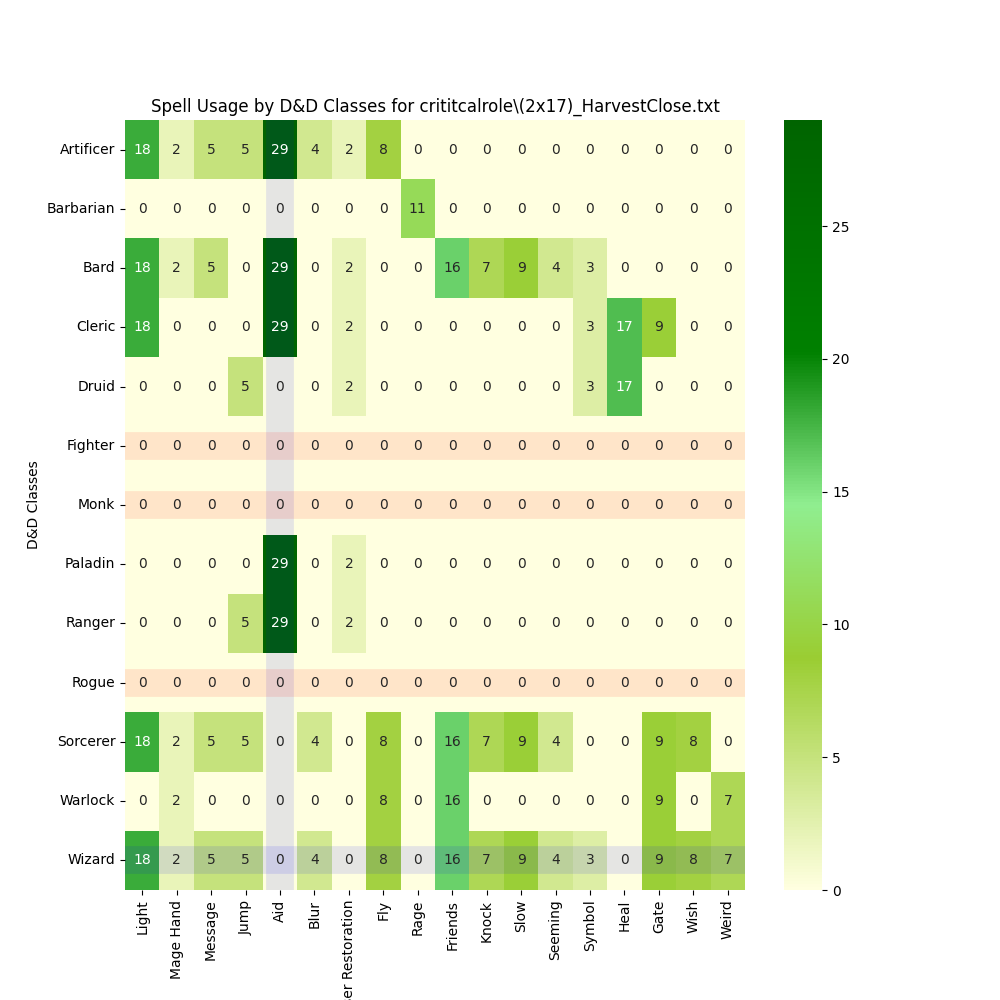 Spell Usage by D&D Classes for crititcalrole\(2x17)_HarvestClose.txt
Artificer 18 2 5 5 29 4 2 8 0 0 0 0 0 0 0 0 0 0
Barbarian 0 0 0 0 0 0 0 0 11 0 0 0 0 0 0 0 0 0
Bard 18 2 5 0 29 0 2 0 0 16 7 9 4 3 0 0 0 0
Cleric 18 0 0 0 29 0 2 0 0 0 0 0 0 3 17 9 0 0
Druid 0 0 0 5 0 0 2 0 0 0 0 0 0 3 17 0 0 0
Fighter 0 0 0 0 0 0 0 0 0 0 0 0 0 0 0 0 0 0
Monk 0 0 0 0 0 0 0 0 0 0 0 0 0 0 0 0 0 0
Paladin 0 0 0 0 29 0 2 0 0 0 0 0 0 0 0 0 0 0
Ranger 0 0 0 5 29 0 2 0 0 0 0 0 0 0 0 0 0 0
Rogue 0 0 0 0 0 0 0 0 0 0 0 0 0 0 0 0 0 0
Sorcerer 18 2 5 5 0 4 0 8 0 16 7 9 4 0 0 9 8 0
Warlock 0 2 0 0 0 0 0 8 0 16 0 0 0 0 0 9 0 7
Wizard 18 2 5 5 0 4 0 8 0 16 7 9 4 3 0 9 8 7
D&D Classes
Light
Mage Hand
Message
Jump
Aid
Blur
Restoration
Fly
Rage
Friends
Knock
Slow
Seeming
Symbol
Heal
Gate
Wish
Weird
25
20
15
10
5
0